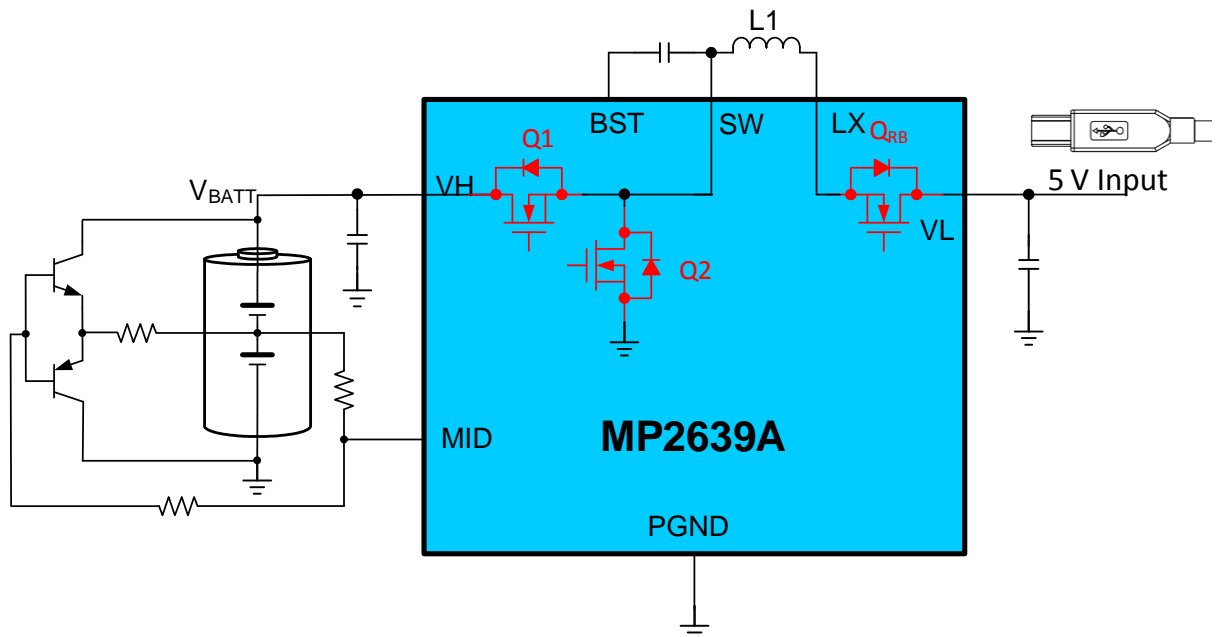 L1
BST
SW
LX
Q1
QRB
VH
VBATT
5 V Input
VL
Q2
MID
MP2639A
PGND